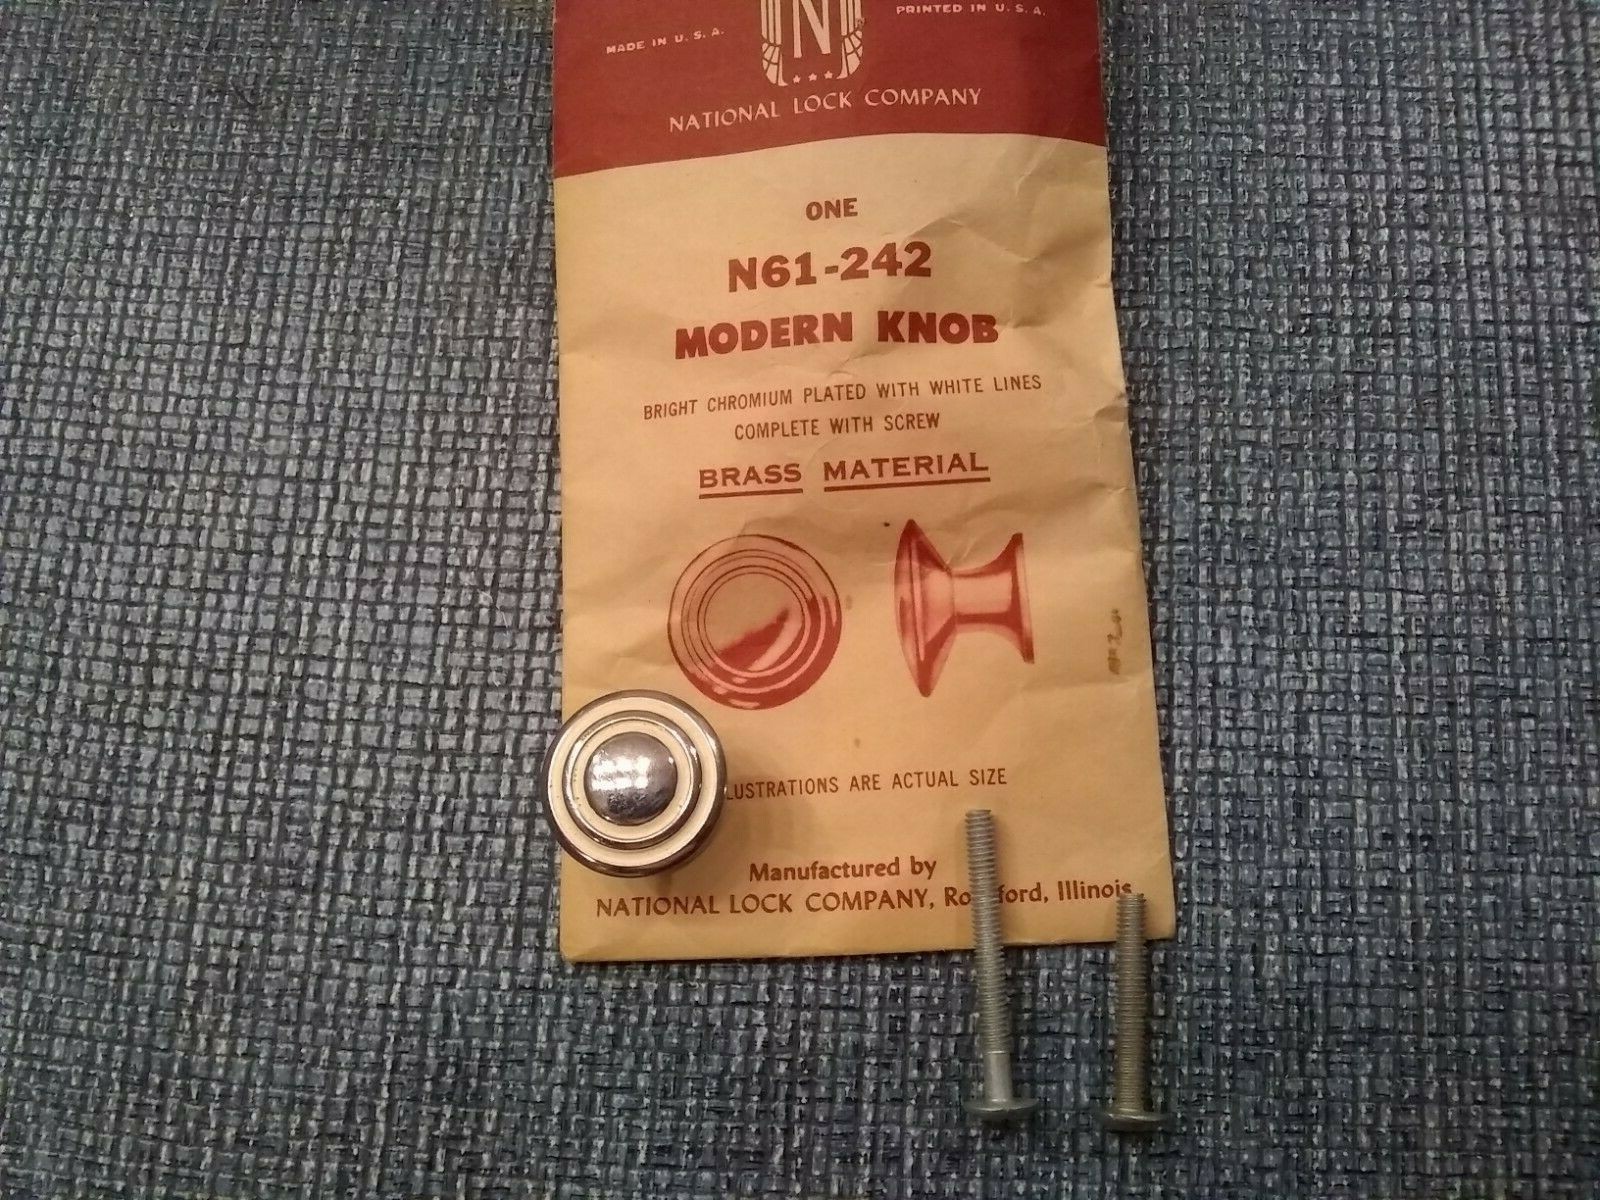 N
MADE IN U. S. A.
PRINTED IN U. S. A.
NATIONAL LOCK COMPANY
ONE
N61-242
MODERN KNOB
BRIGHT CHROMIUM PLATED WITH WHITE LINES
COMPLETE WITH SCREW
BRASS MATERIAL
LUSTRATIONS ARE ACTUAL SIZE
Manufactured by
NATIONAL LOCK COMPANY, Ro ford, Illinois